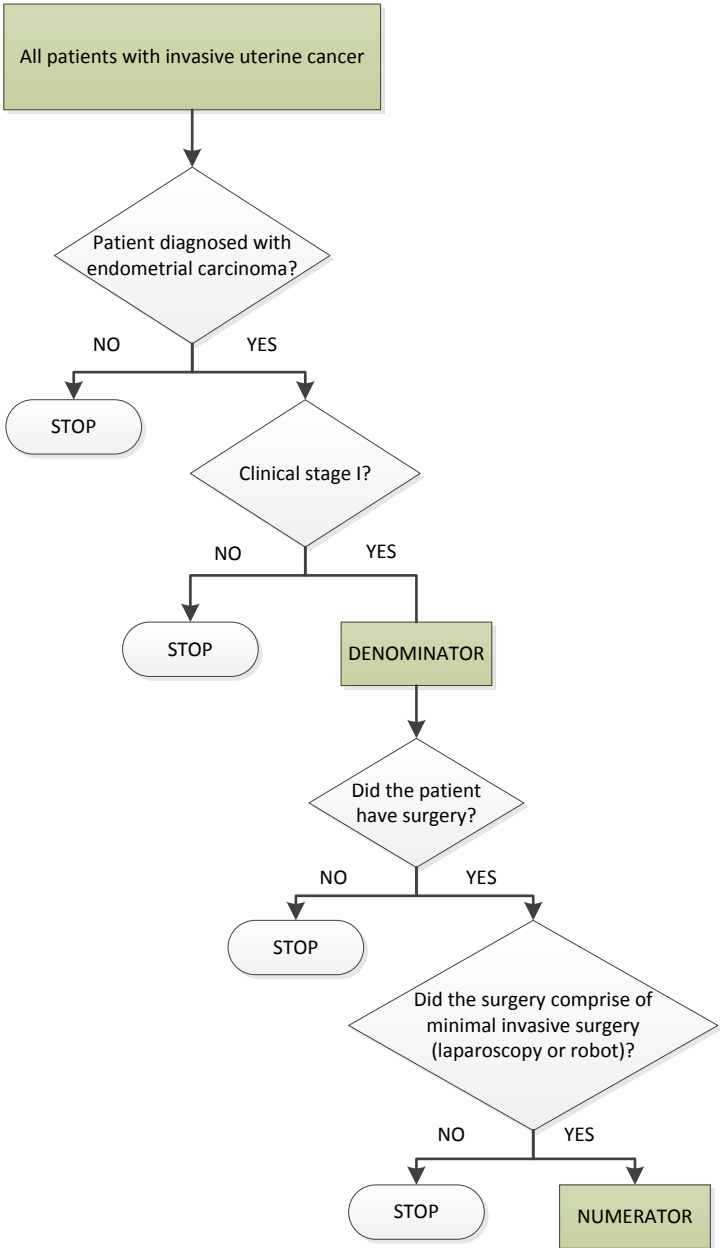 All patients with invasive uterine cancer
Patient diagnosed with
endometrial carcinoma?
NO
YES
STOP
Clinical stage I?
NO
YES
STOP
DENOMINATOR
Did the patient
have surgery?
NO
YES
STOP
Did the surgery comprise of
minimal invasive surgery
(laparoscopy or robot)?
NO
YES
STOP
NUMERATOR